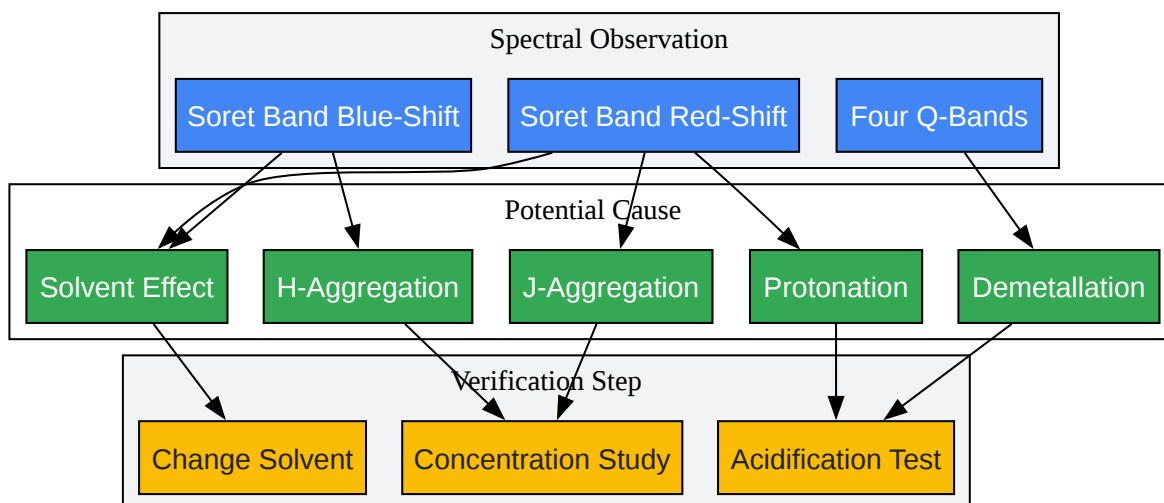 Spectral Observation
Soret Band Blue-Shift
Soret Band Red-Shift
Four Q-Bands
Potential Cause
Solvent Effect
H-Aggregation
J-Aggregation
Protonation
Demetallation
Verification Step
Change Solvent
Concentration Study
Acidification Test